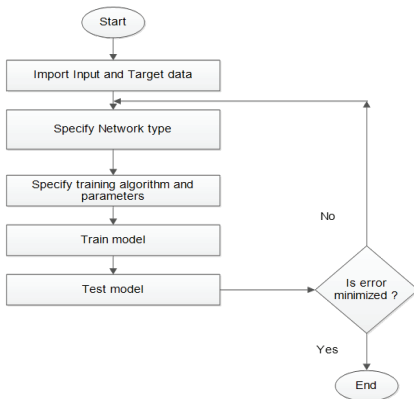 Start
Import Input and Target data
Specify Network type
Specify training algorithm and
parameters
No
Train model
Test model
Is error
minimized ?
Yes
End